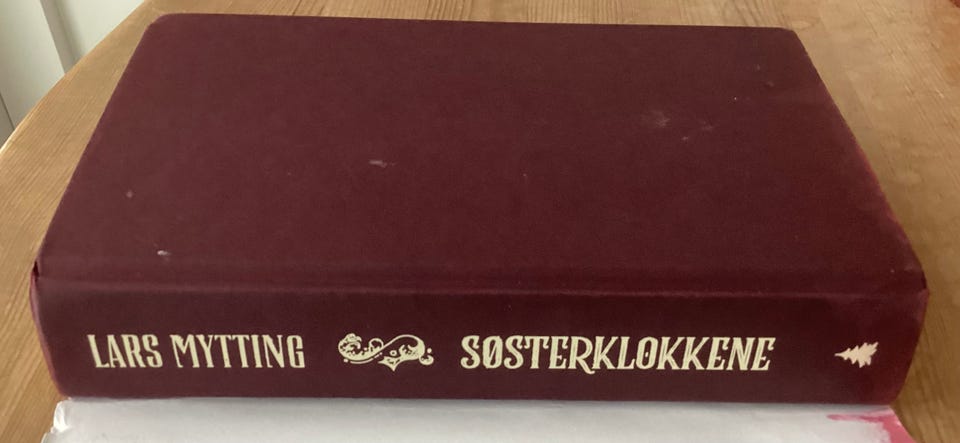 LARS MYTTING SØSTERKLOKKENE